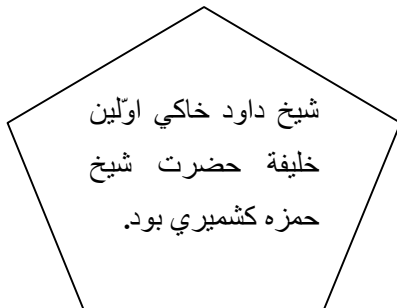 شيخ داود خاكي اوّلين
خليفة حضرت شيخ
حمزه كشميري بود.